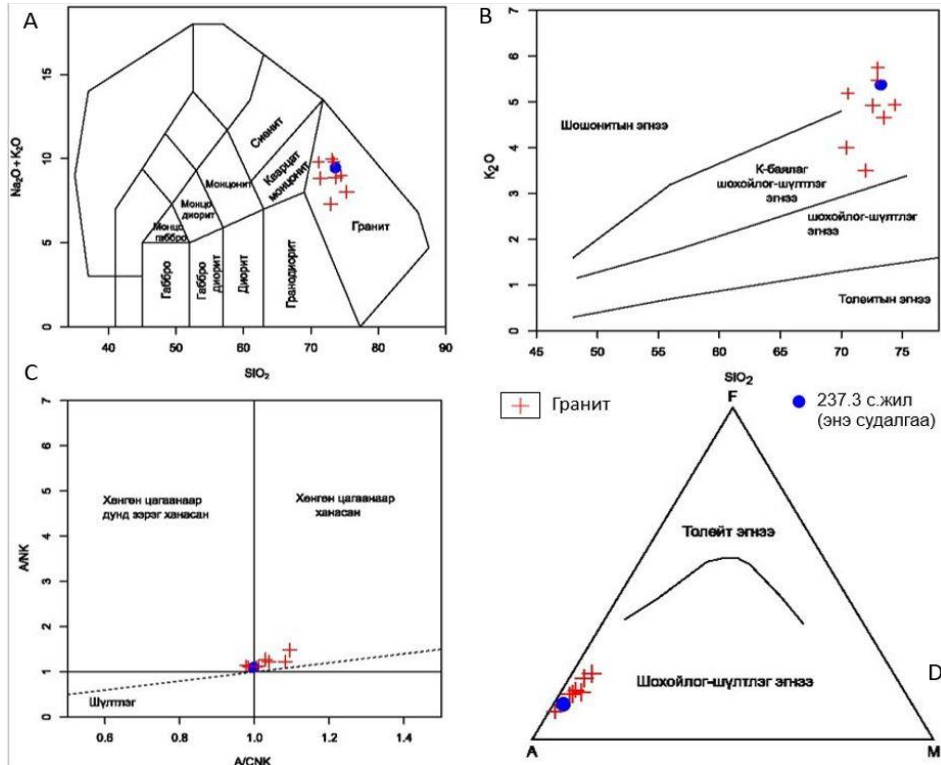 A
Na₂O + K₂O
15
10
5
0
Сиенит
Кварцат
монцонит
Монцонит
Монцо
диорит
Монцо
габбро
Габбро
Габбро
диорит
Диорит
Гранодиорит
Гранит
40
50
60
70
80
90
SIO₂
B
K₂O
7
6
5
4
3
2
1
0
Шошонитын эгнээ
К-баялаг
шохойлог-шүлтлэг
эгнээ
шохойлог-шүлтлэг
эгнээ
Толеитын эгнээ
45
50
55
60
65
70
75
SIO₂
C
A/NK
7
6
5
4
3
2
1
0
Хөнгөн цагаанаар
дунд зэрэг ханасан
Хөнгөн цагаанаар
ханасан
Шүлтлэг
0.6
0.8
1.0
1.2
1.4
A/CNK
Гранит
237.3 с.жил
(энэ судалгаа)
F
Толейт эгнээ
Шохойлог-шүлтлэг эгнээ
D
A
M